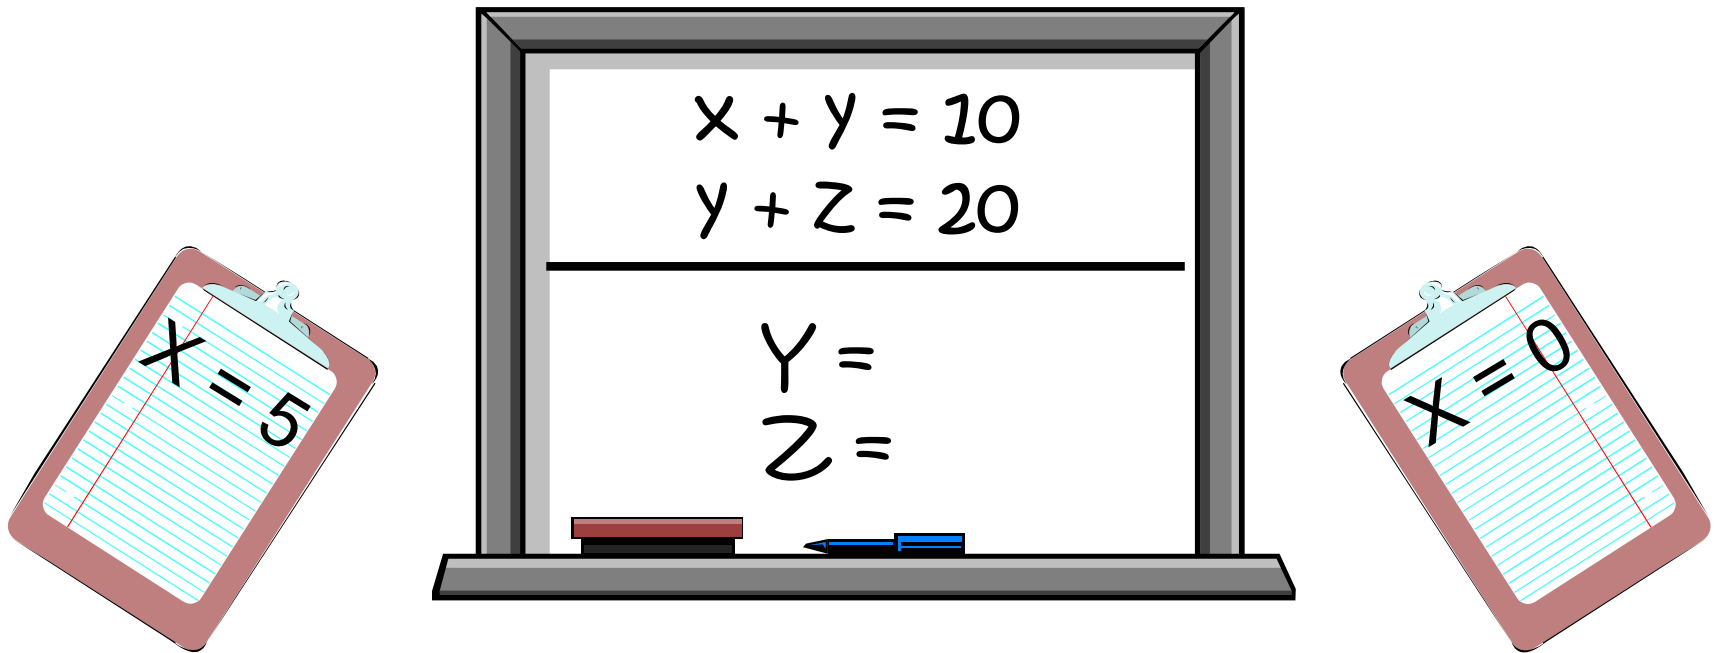 x + y = 10
y + z = 20
Y =
Z =
X = 5
X = 0